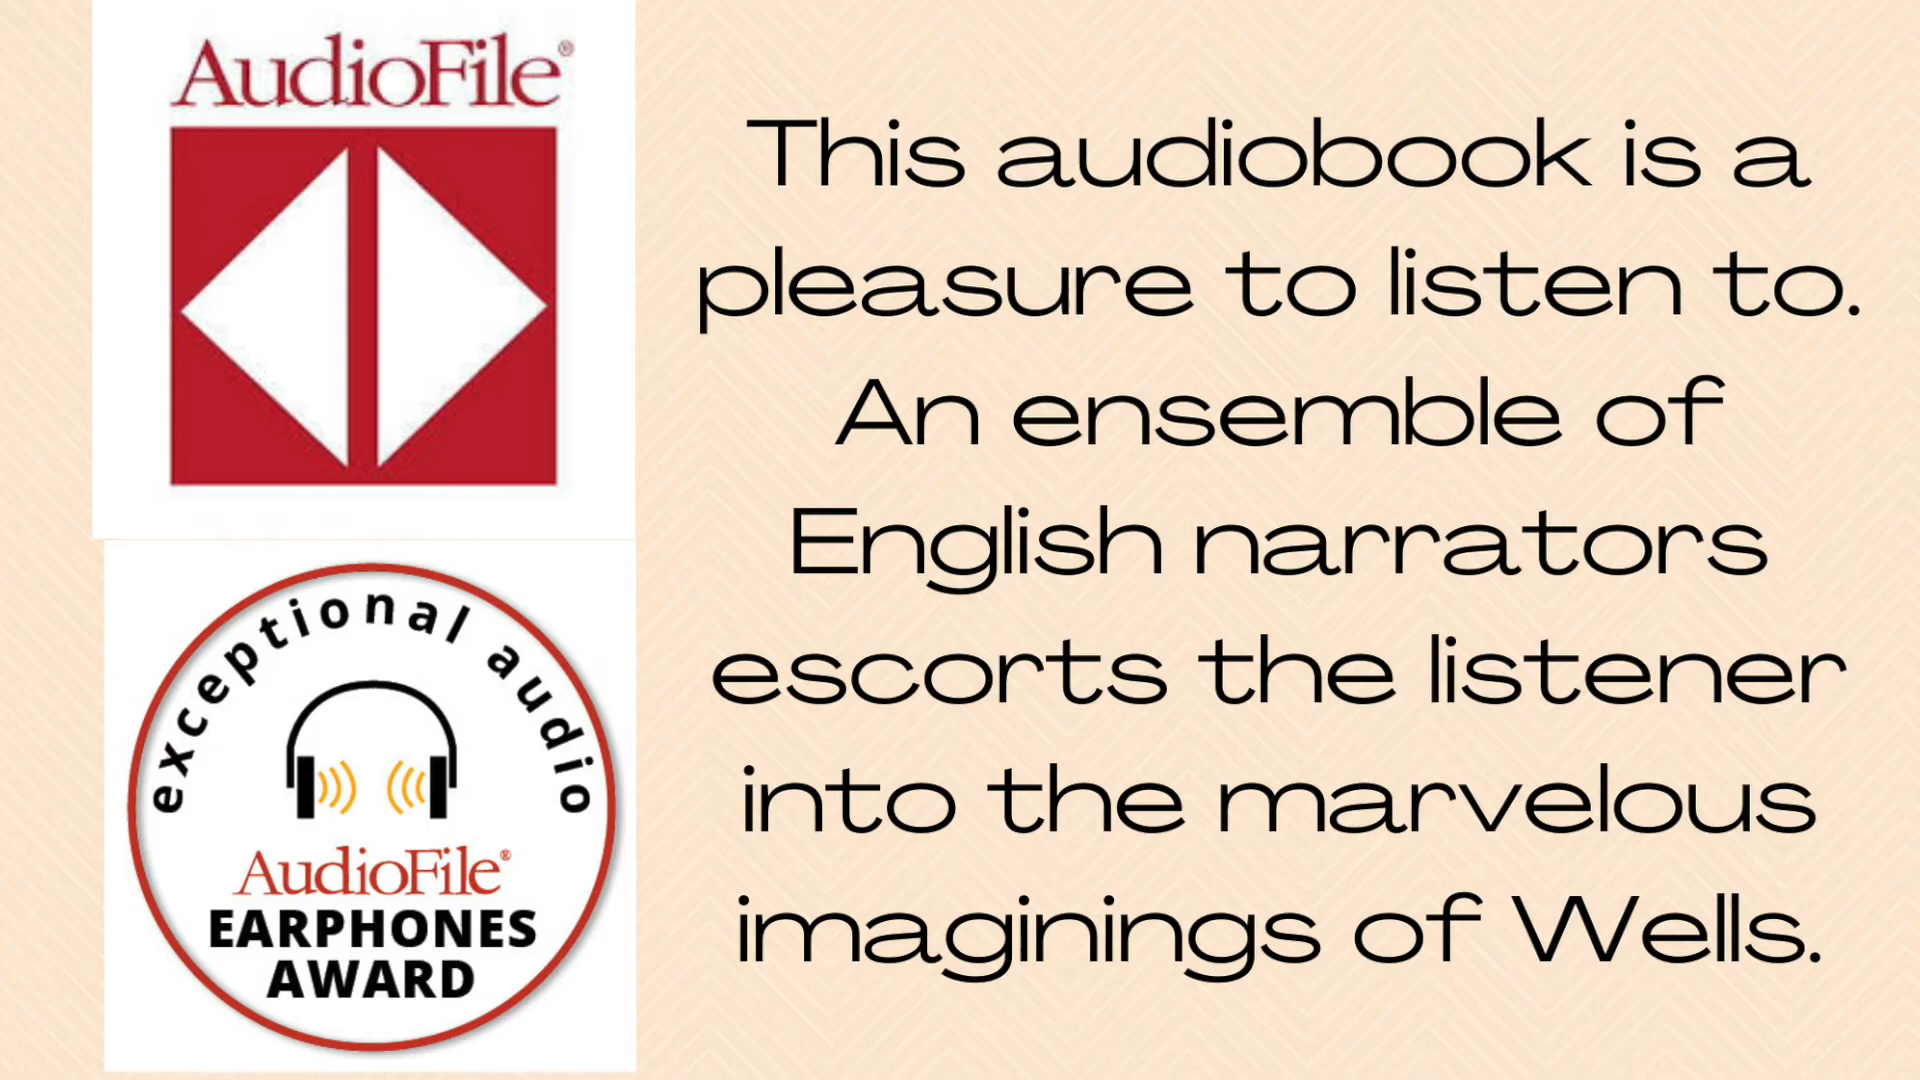 AudioFile®
exceptional audio
AudioFile®
EARPHONES
AWARD
This audiobook is a
pleasure to listen to.
An ensemble of
English narrators
escorts the listener
into the marvelous
imaginings of Wells.